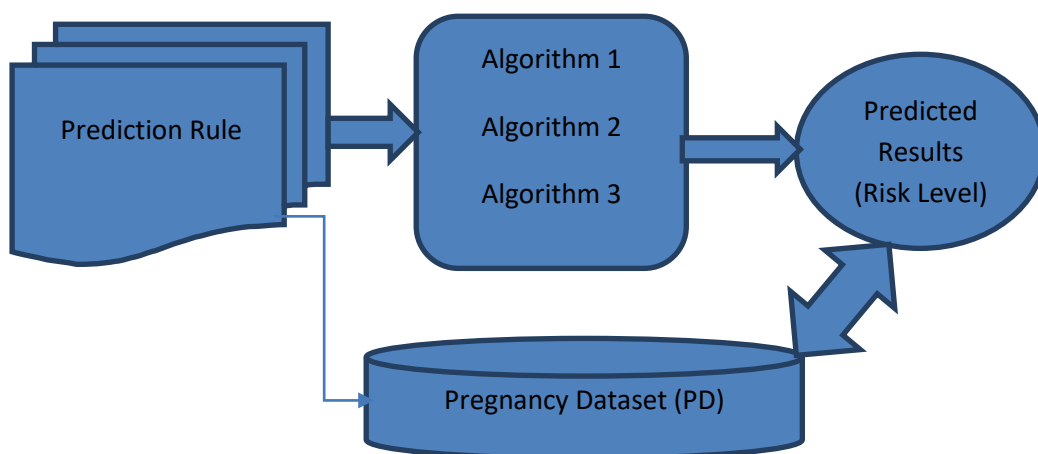 Prediction Rule
Algorithm 1
Algorithm 2
Algorithm 3
Predicted
Results
(Risk Level)
Pregnancy Dataset (PD)